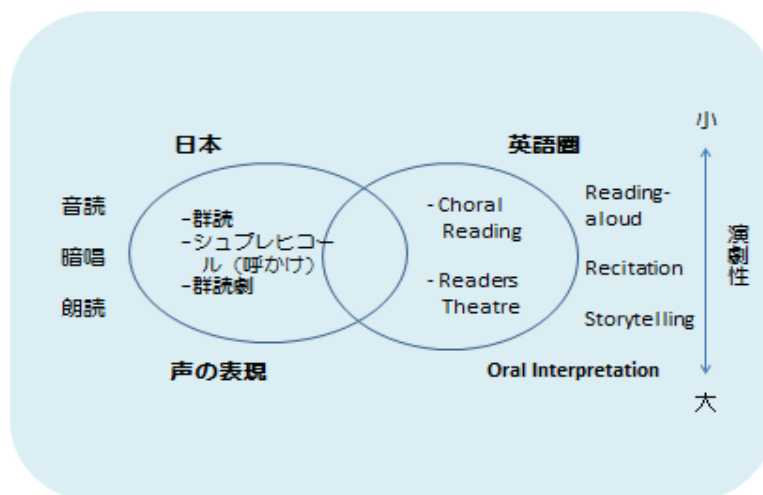 日本
英語圏
小
音読
暗唱
朗読
-群読
-シュプレヒコー
ル（呼かけ）
-群読劇
- Choral
Reading
- Readers
Theatre
Reading-
aloud
Recitation
Storytelling
演劇性
声の表現
Oral Interpretation
大